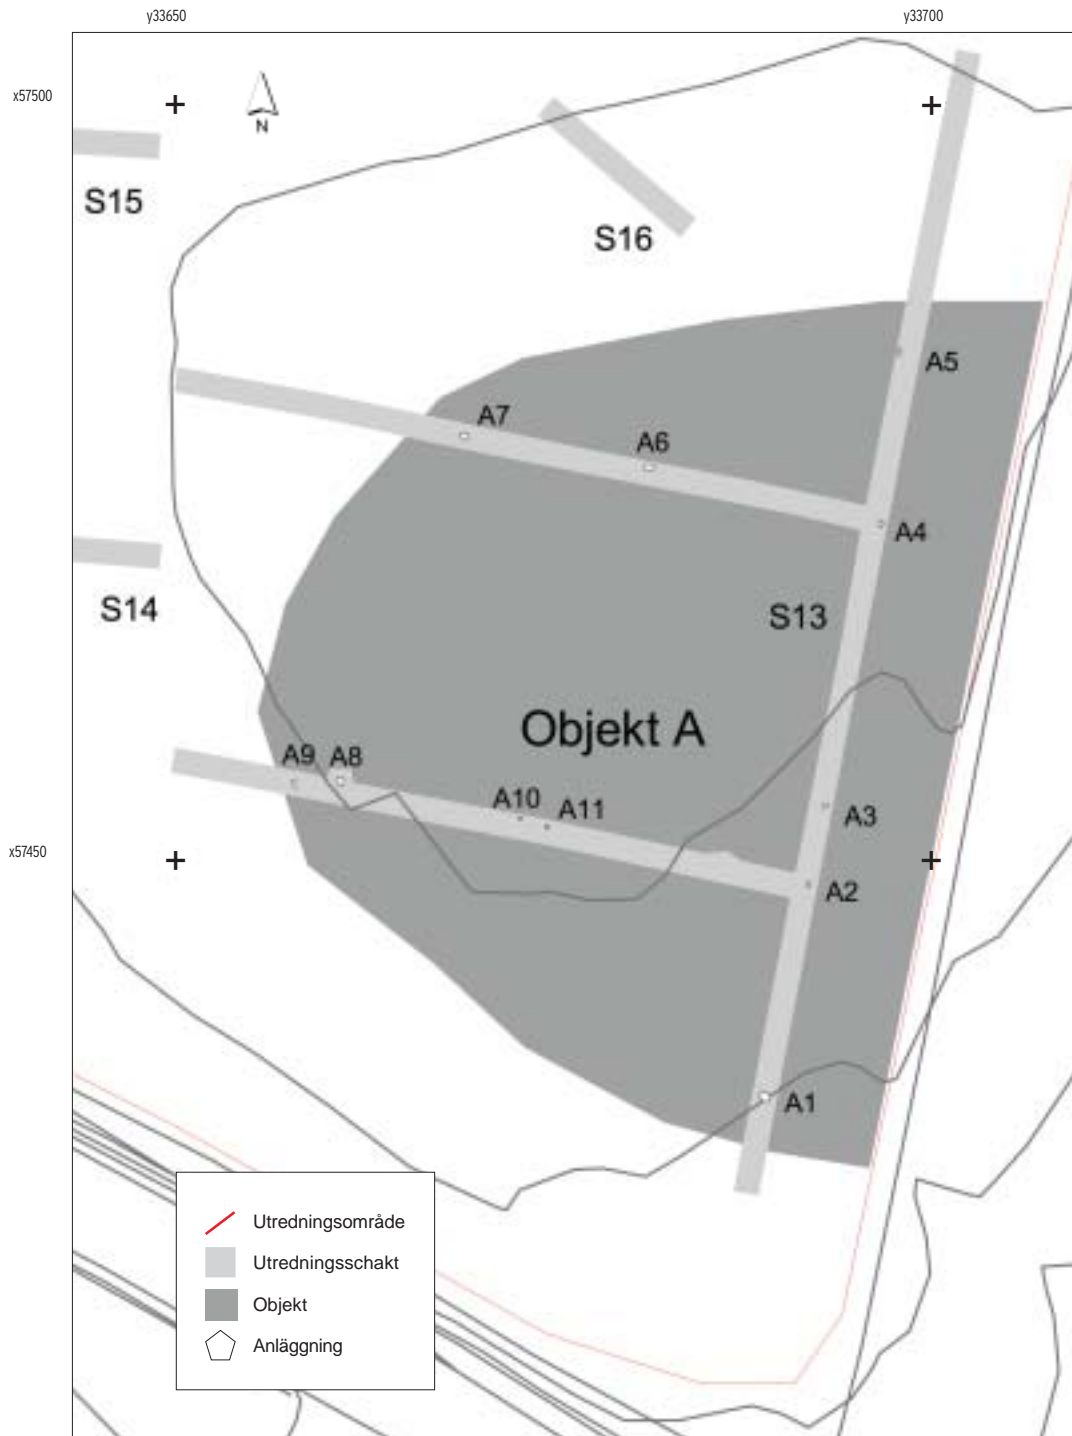 y33650
y33700
x57500
N
S15
S16
A5
A7
A6
A4
S14
S13
Objekt A
A9
A8
A10
A11
A3
x57450
A2
A1
Utredningsområde
Utredningsschakt
Objekt
Anläggning